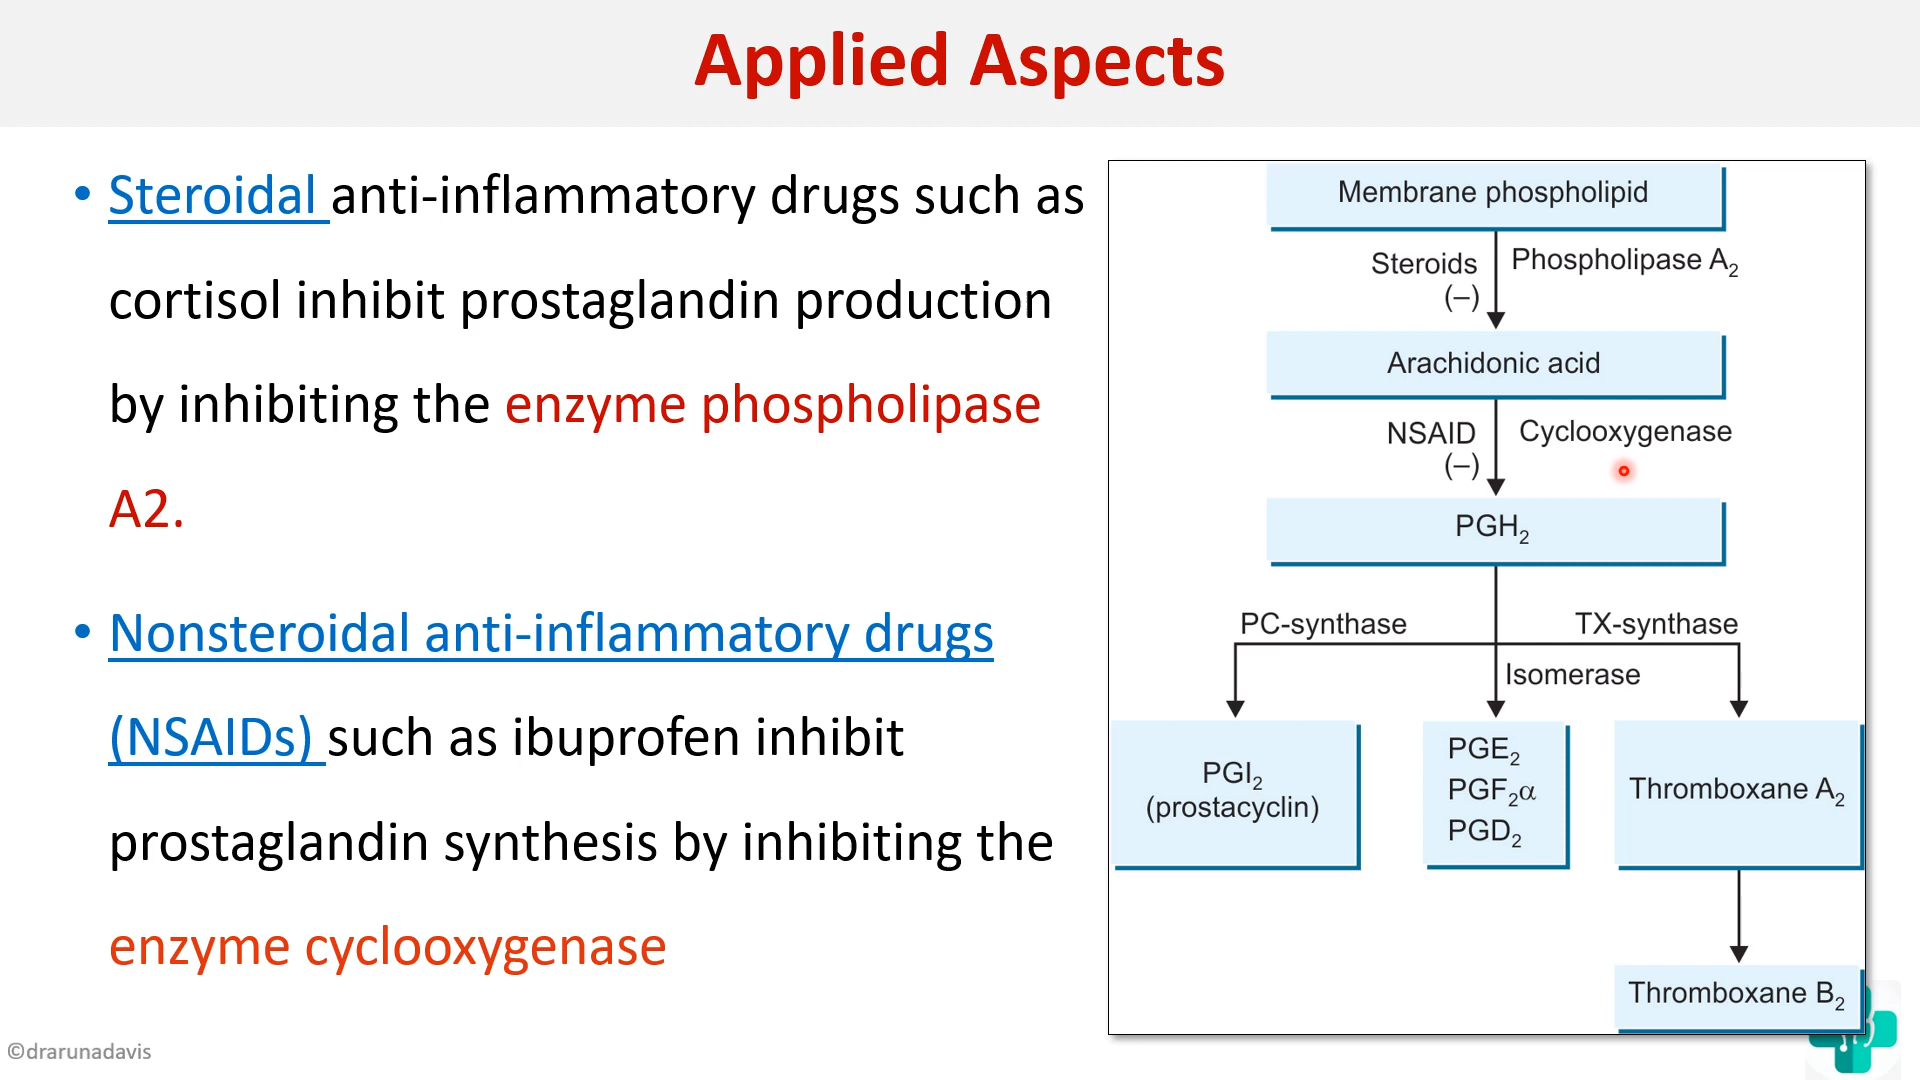 Applied Aspects
• Steroidal anti-inflammatory drugs such as
cortisol inhibit prostaglandin production
by inhibiting the enzyme phospholipase
A2.
• Nonsteroidal anti-inflammatory drugs
(NSAIDs) such as ibuprofen inhibit
prostaglandin synthesis by inhibiting the
enzyme cyclooxygenase
Membrane phospholipid
Steroids
(–)
Phospholipase A₂
Arachidonic acid
NSAID
(–)
Cyclooxygenase
PGH₂
PC-synthase
TX-synthase
Isomerase
PGI₂
(prostacyclin)
PGE₂
PGF₂α
PGD₂
Thromboxane A₂
Thromboxane B₂
©drarunadavis